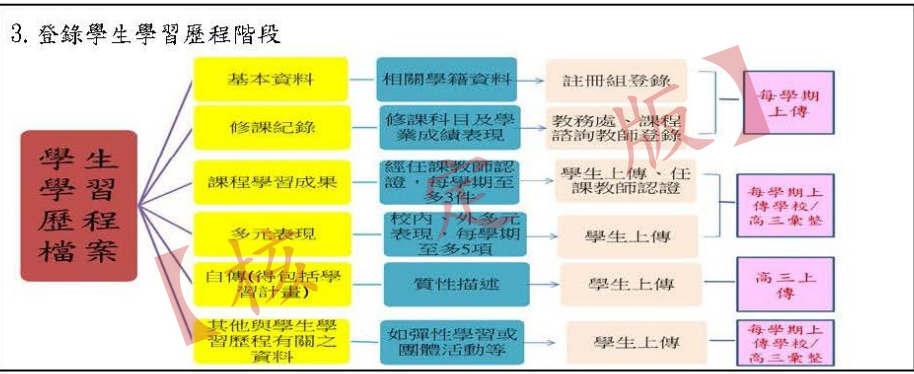 3. 登錄學生學習歷程階段
學生
學習
歷程
檔案
基本資料
相關學籍資料
註冊組登錄
每學期
上傳
修課紀錄
修課科目及學
業成績表現
教務處、課程
諮詢教師登錄
課程學習成果
經任課教師認
證，每學期至
多3件
學生上傳、任
課教師認證
每學期上
傳學校/
高三彙整
多元表現
校內、外多元
表現，每學期
至多5項
學生上傳
自傳(得包括學
習計畫)
質性描述
學生上傳
高三上
傳
其他與學生學
習歷程有關之
資料
如彈性學習或
團體活動等
學生上傳
每學期上
傳學校/
高三彙整
【核定版】